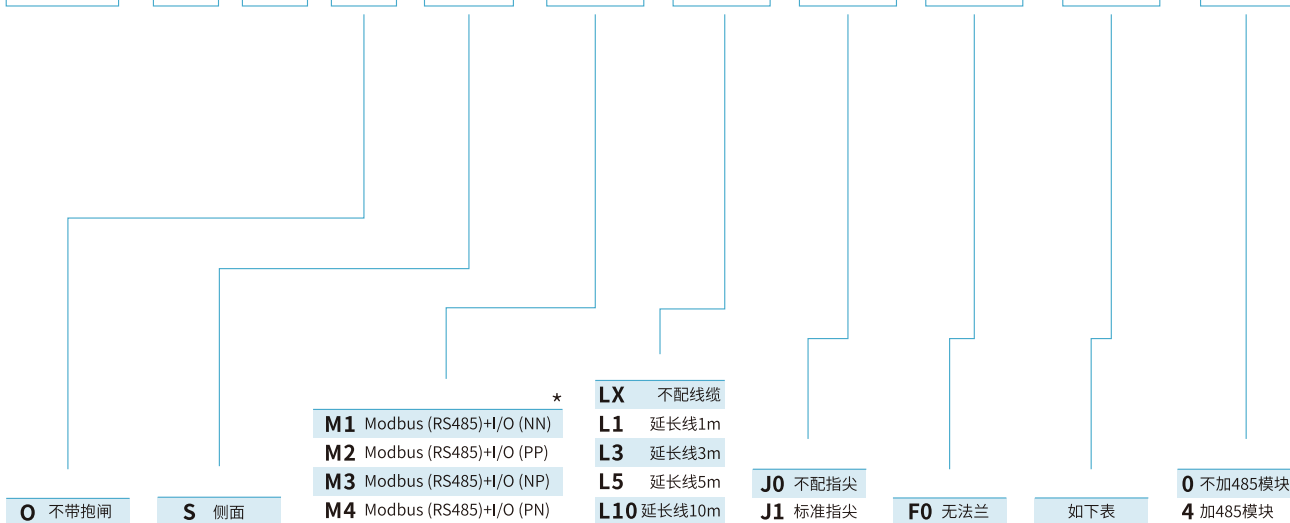 *
M1 Modbus (RS485)+I/O (NN)
M2 Modbus (RS485)+I/O (PP)
M3 Modbus (RS485)+I/O (NP)
M4 Modbus (RS485)+I/O (PN)
LX 不配线缆
L1 延长线1m
L3 延长线3m
L5 延长线5m
L10 延长线10m
J0 不配指尖
J1 标准指尖
O 不带抱闸
S 侧面
F0 无法兰
如下表
0 不加485模块
4 加485模块